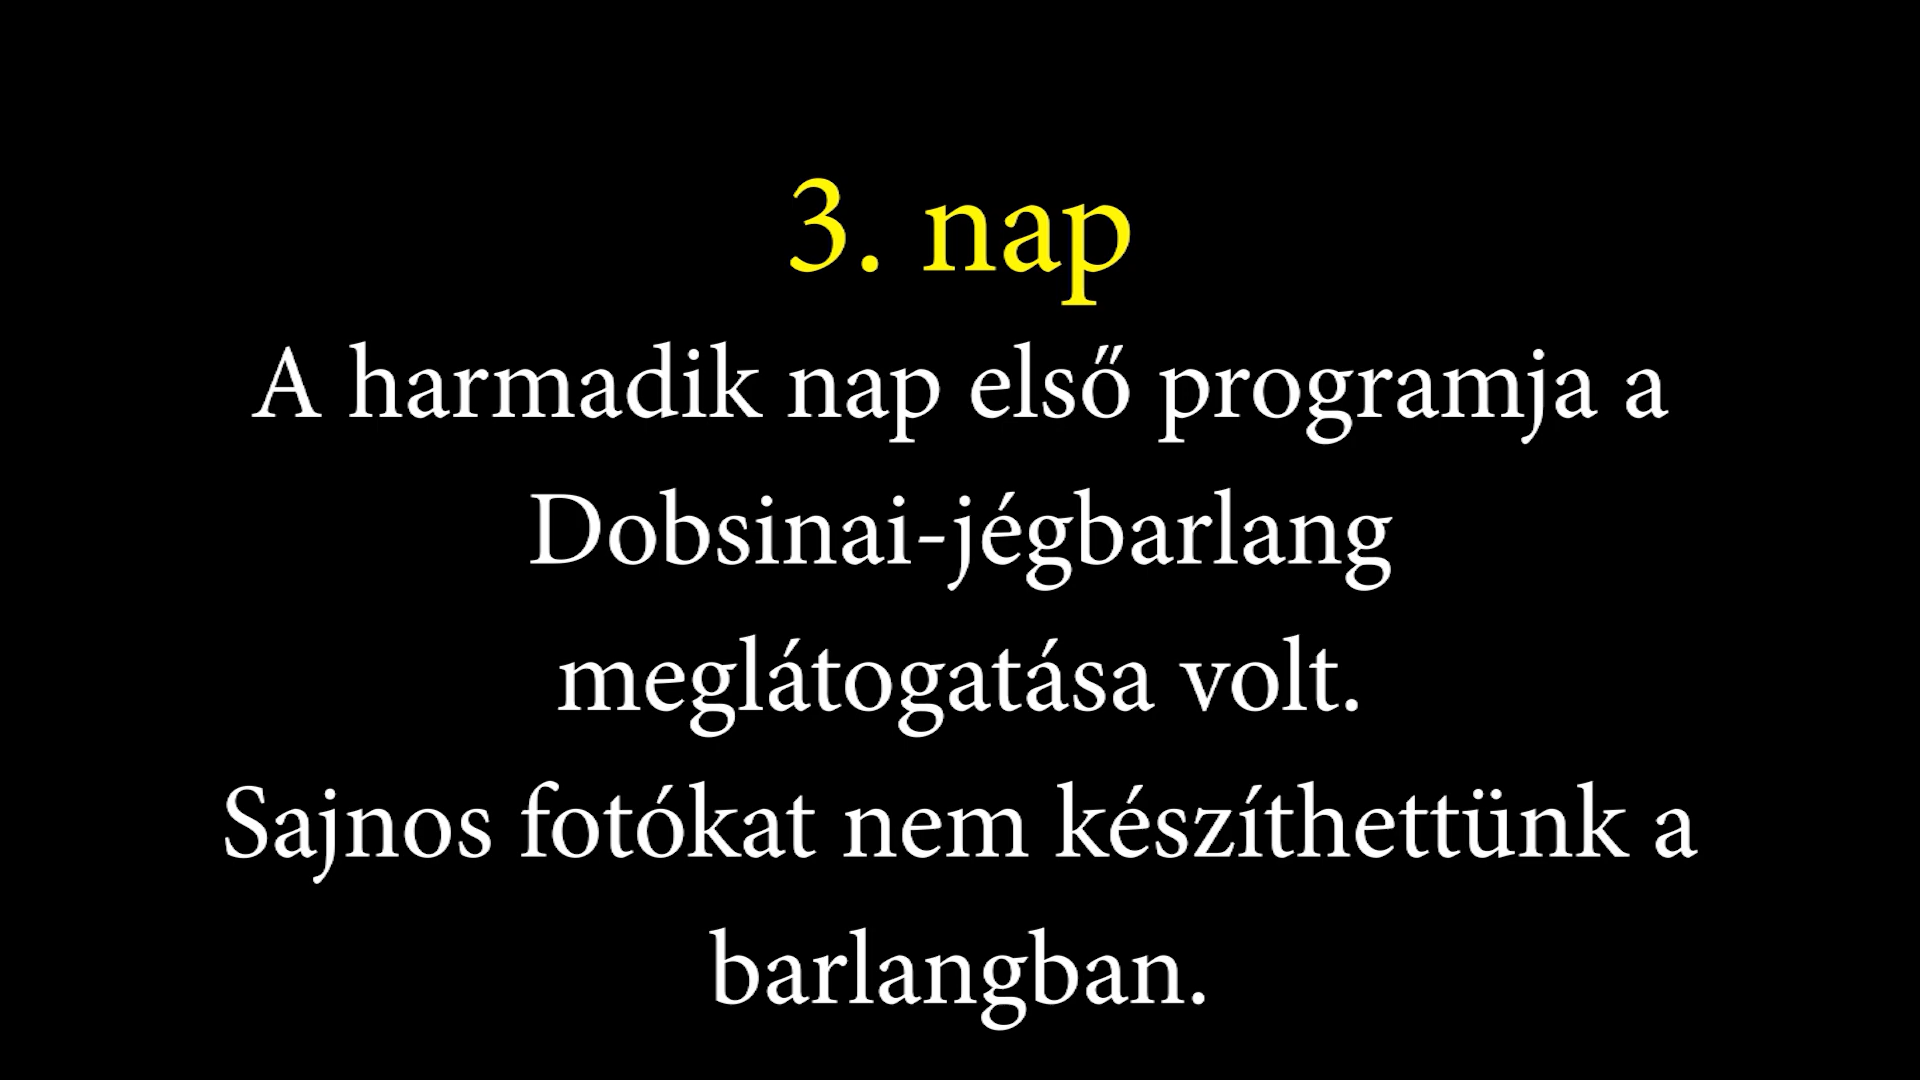 3. nap
A harmadik nap első programja a
Dobsinai-jégbarlang
meglátogatása volt.
Sajnos fotókat nem készíthettünk a
barlangban.